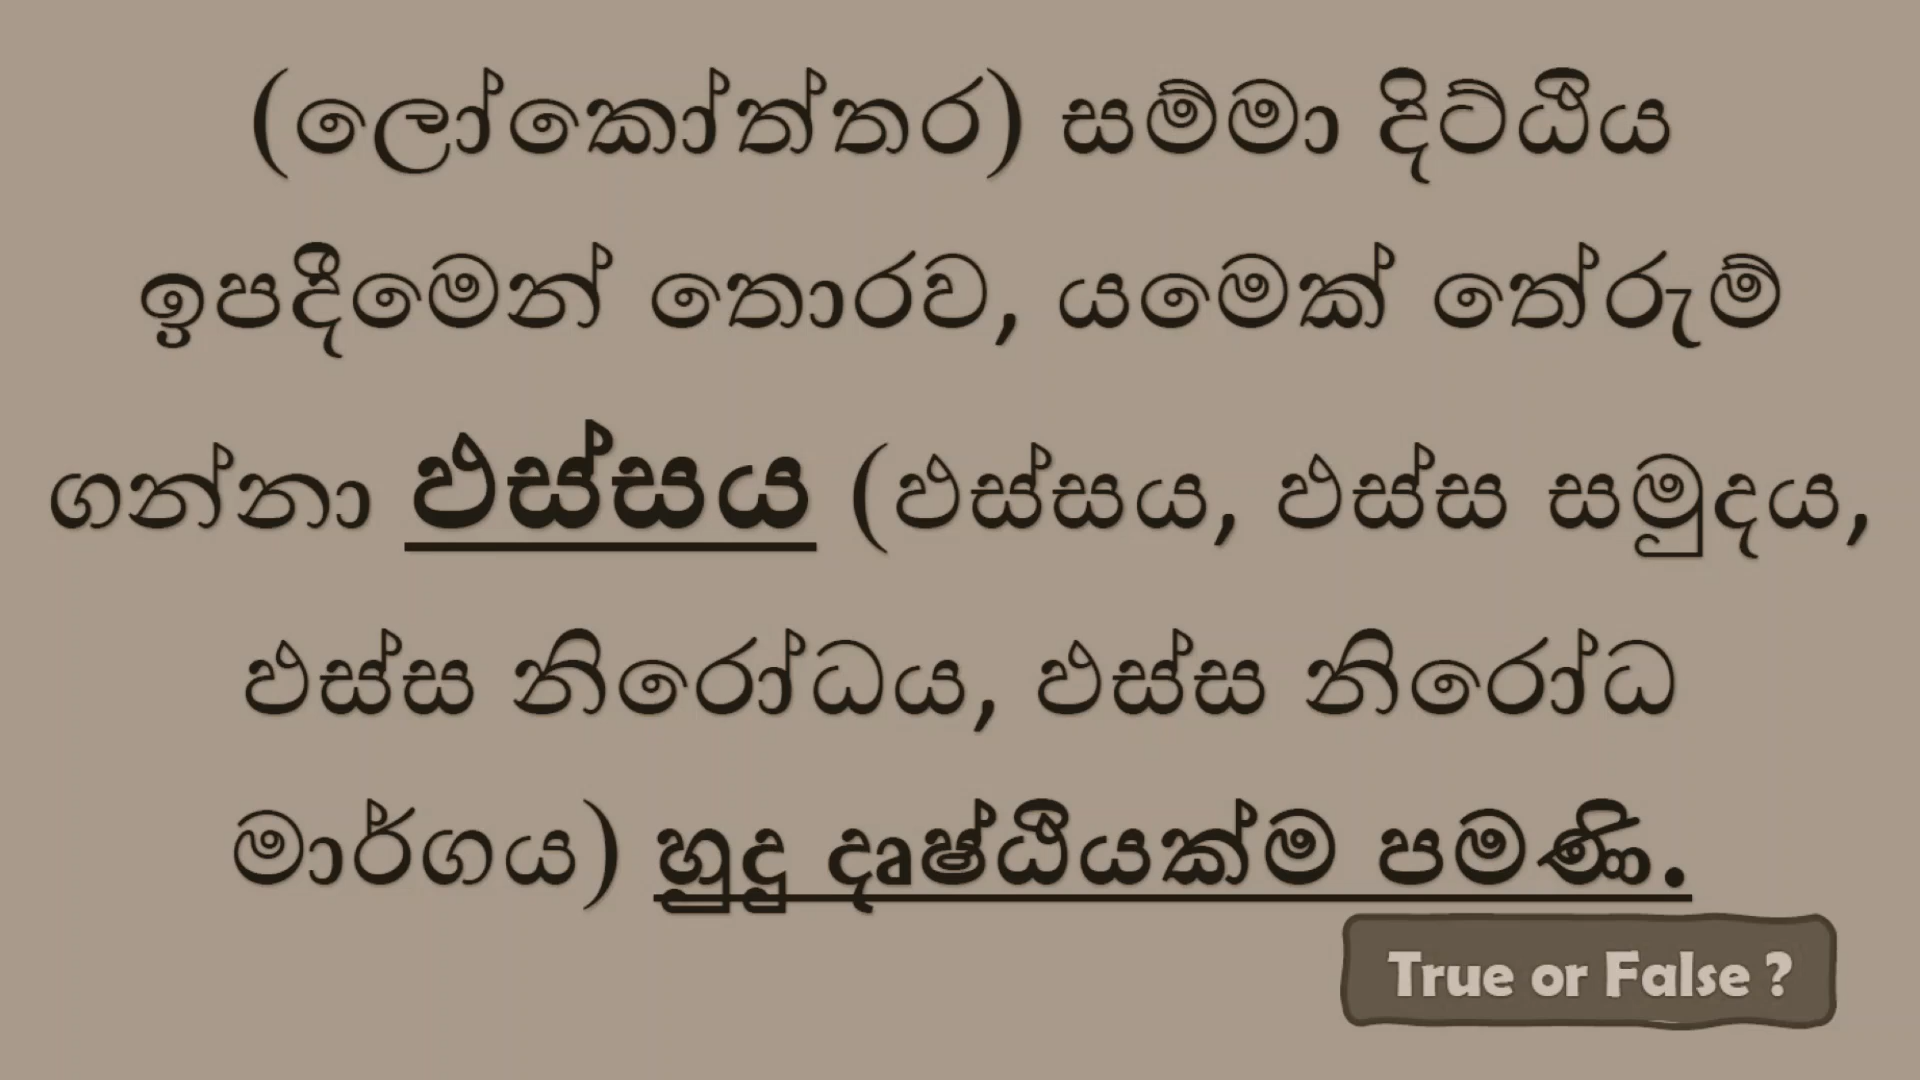 (ලෝකෝත්තර) සම්මා දිට්ඨිය
ඉපදීමෙන් තොරව, යමෙක් තේරුම්
ගන්නා ඵස්සය (ඵස්සය, ඵස්ස සමුදය,
ඵස්ස නිරෝධය, ඵස්ස නිරෝධ
මාර්ගය) හුදු දෘෂ්ඨියක්ම පමණි.
True or False ?